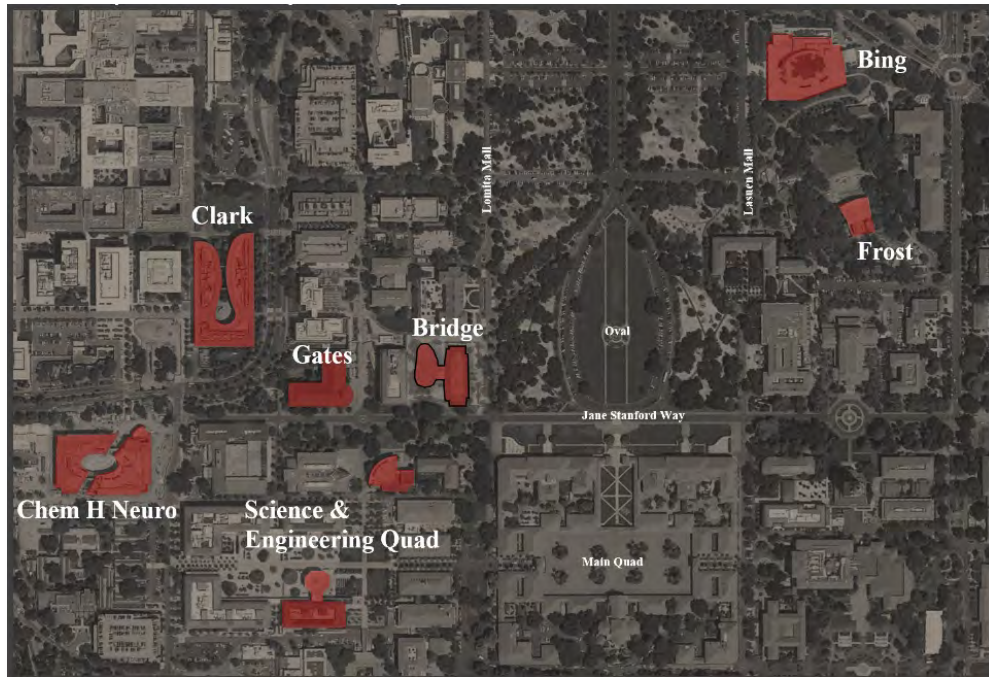 Bing
Lomita Mall
Lasuen Mall
Clark
Frost
Bridge
Oval
Gates
Jane Stanford Way
Chem H Neuro
Science &
Engineering Quad
Main Quad